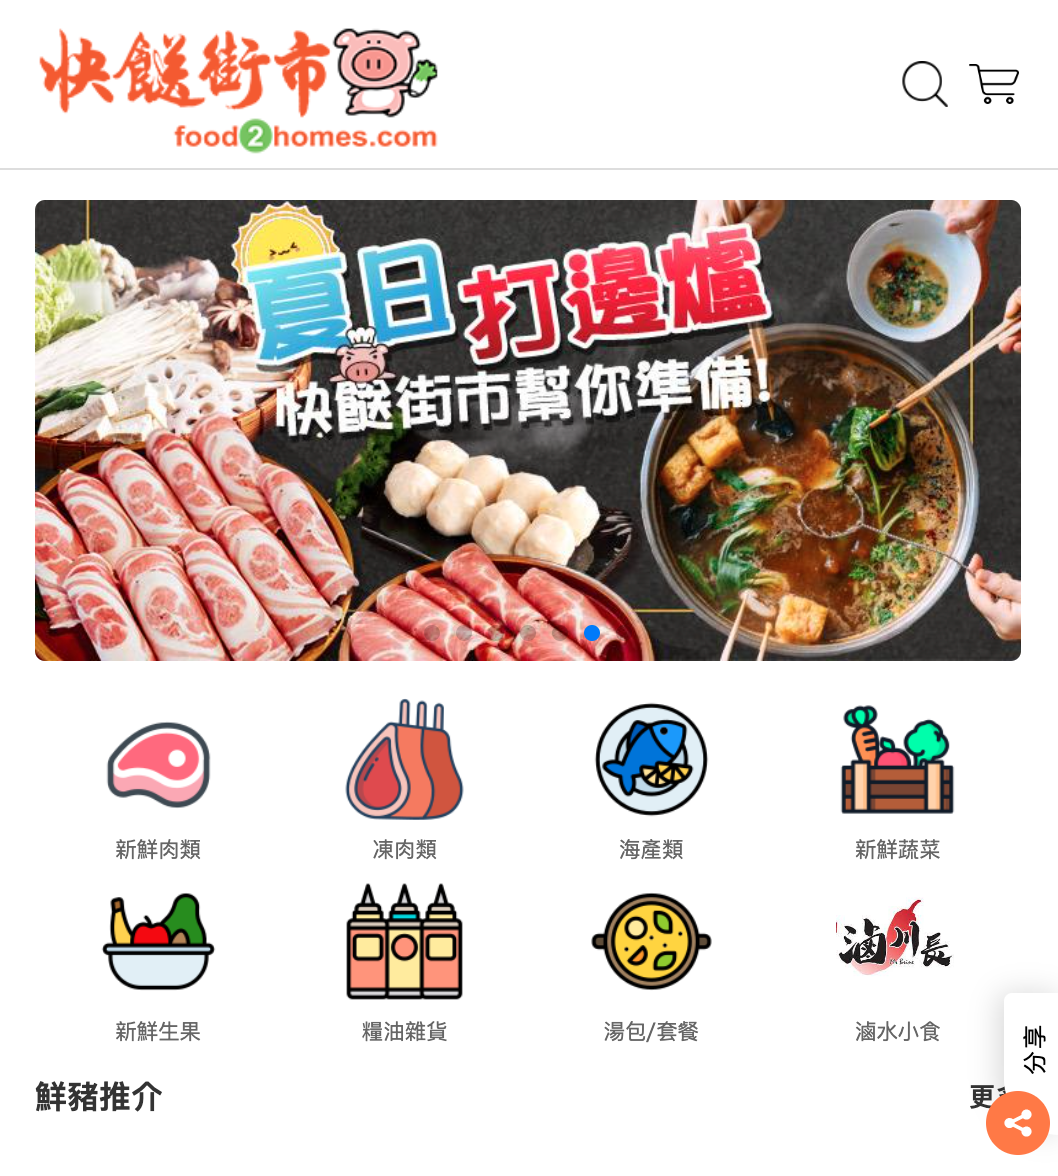 快餸街市
food2homes.com
夏日打邊爐
快餸街市幫你準備!
新鮮肉類
凍肉類
海產類
新鮮蔬菜
滷川長
新鮮生果
糧油雜貨
湯包/套餐
滷水小食
分享
鮮豬推介
更多